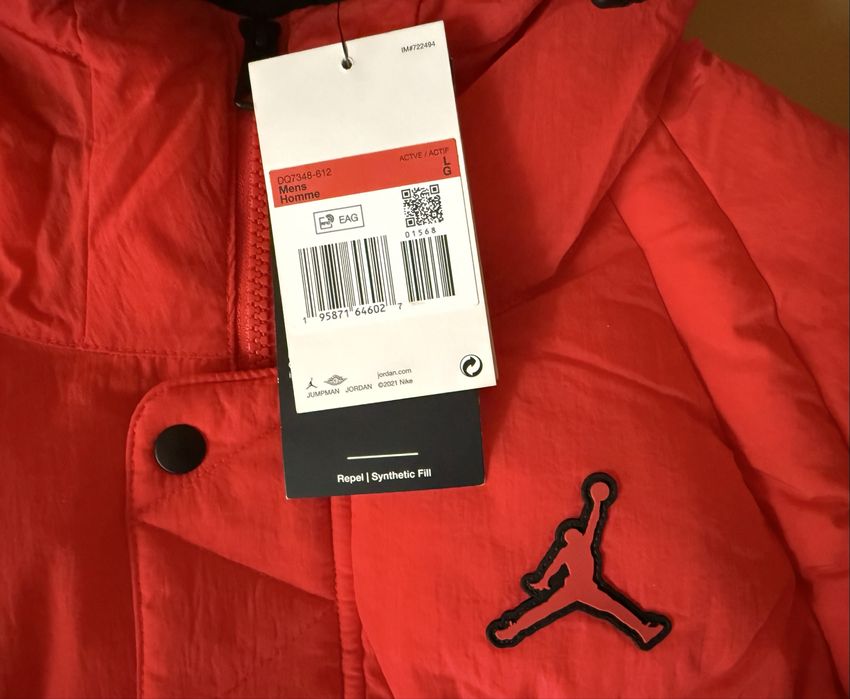 IM#722494
DQ7348-612
ACTVE / ACTIF
Mens
L
Homme
G
EAG
D1568
1 95871 64602 7
jordan.com
JUMPMAN JORDAN ©2021 Nike
Repel | Synthetic Fill